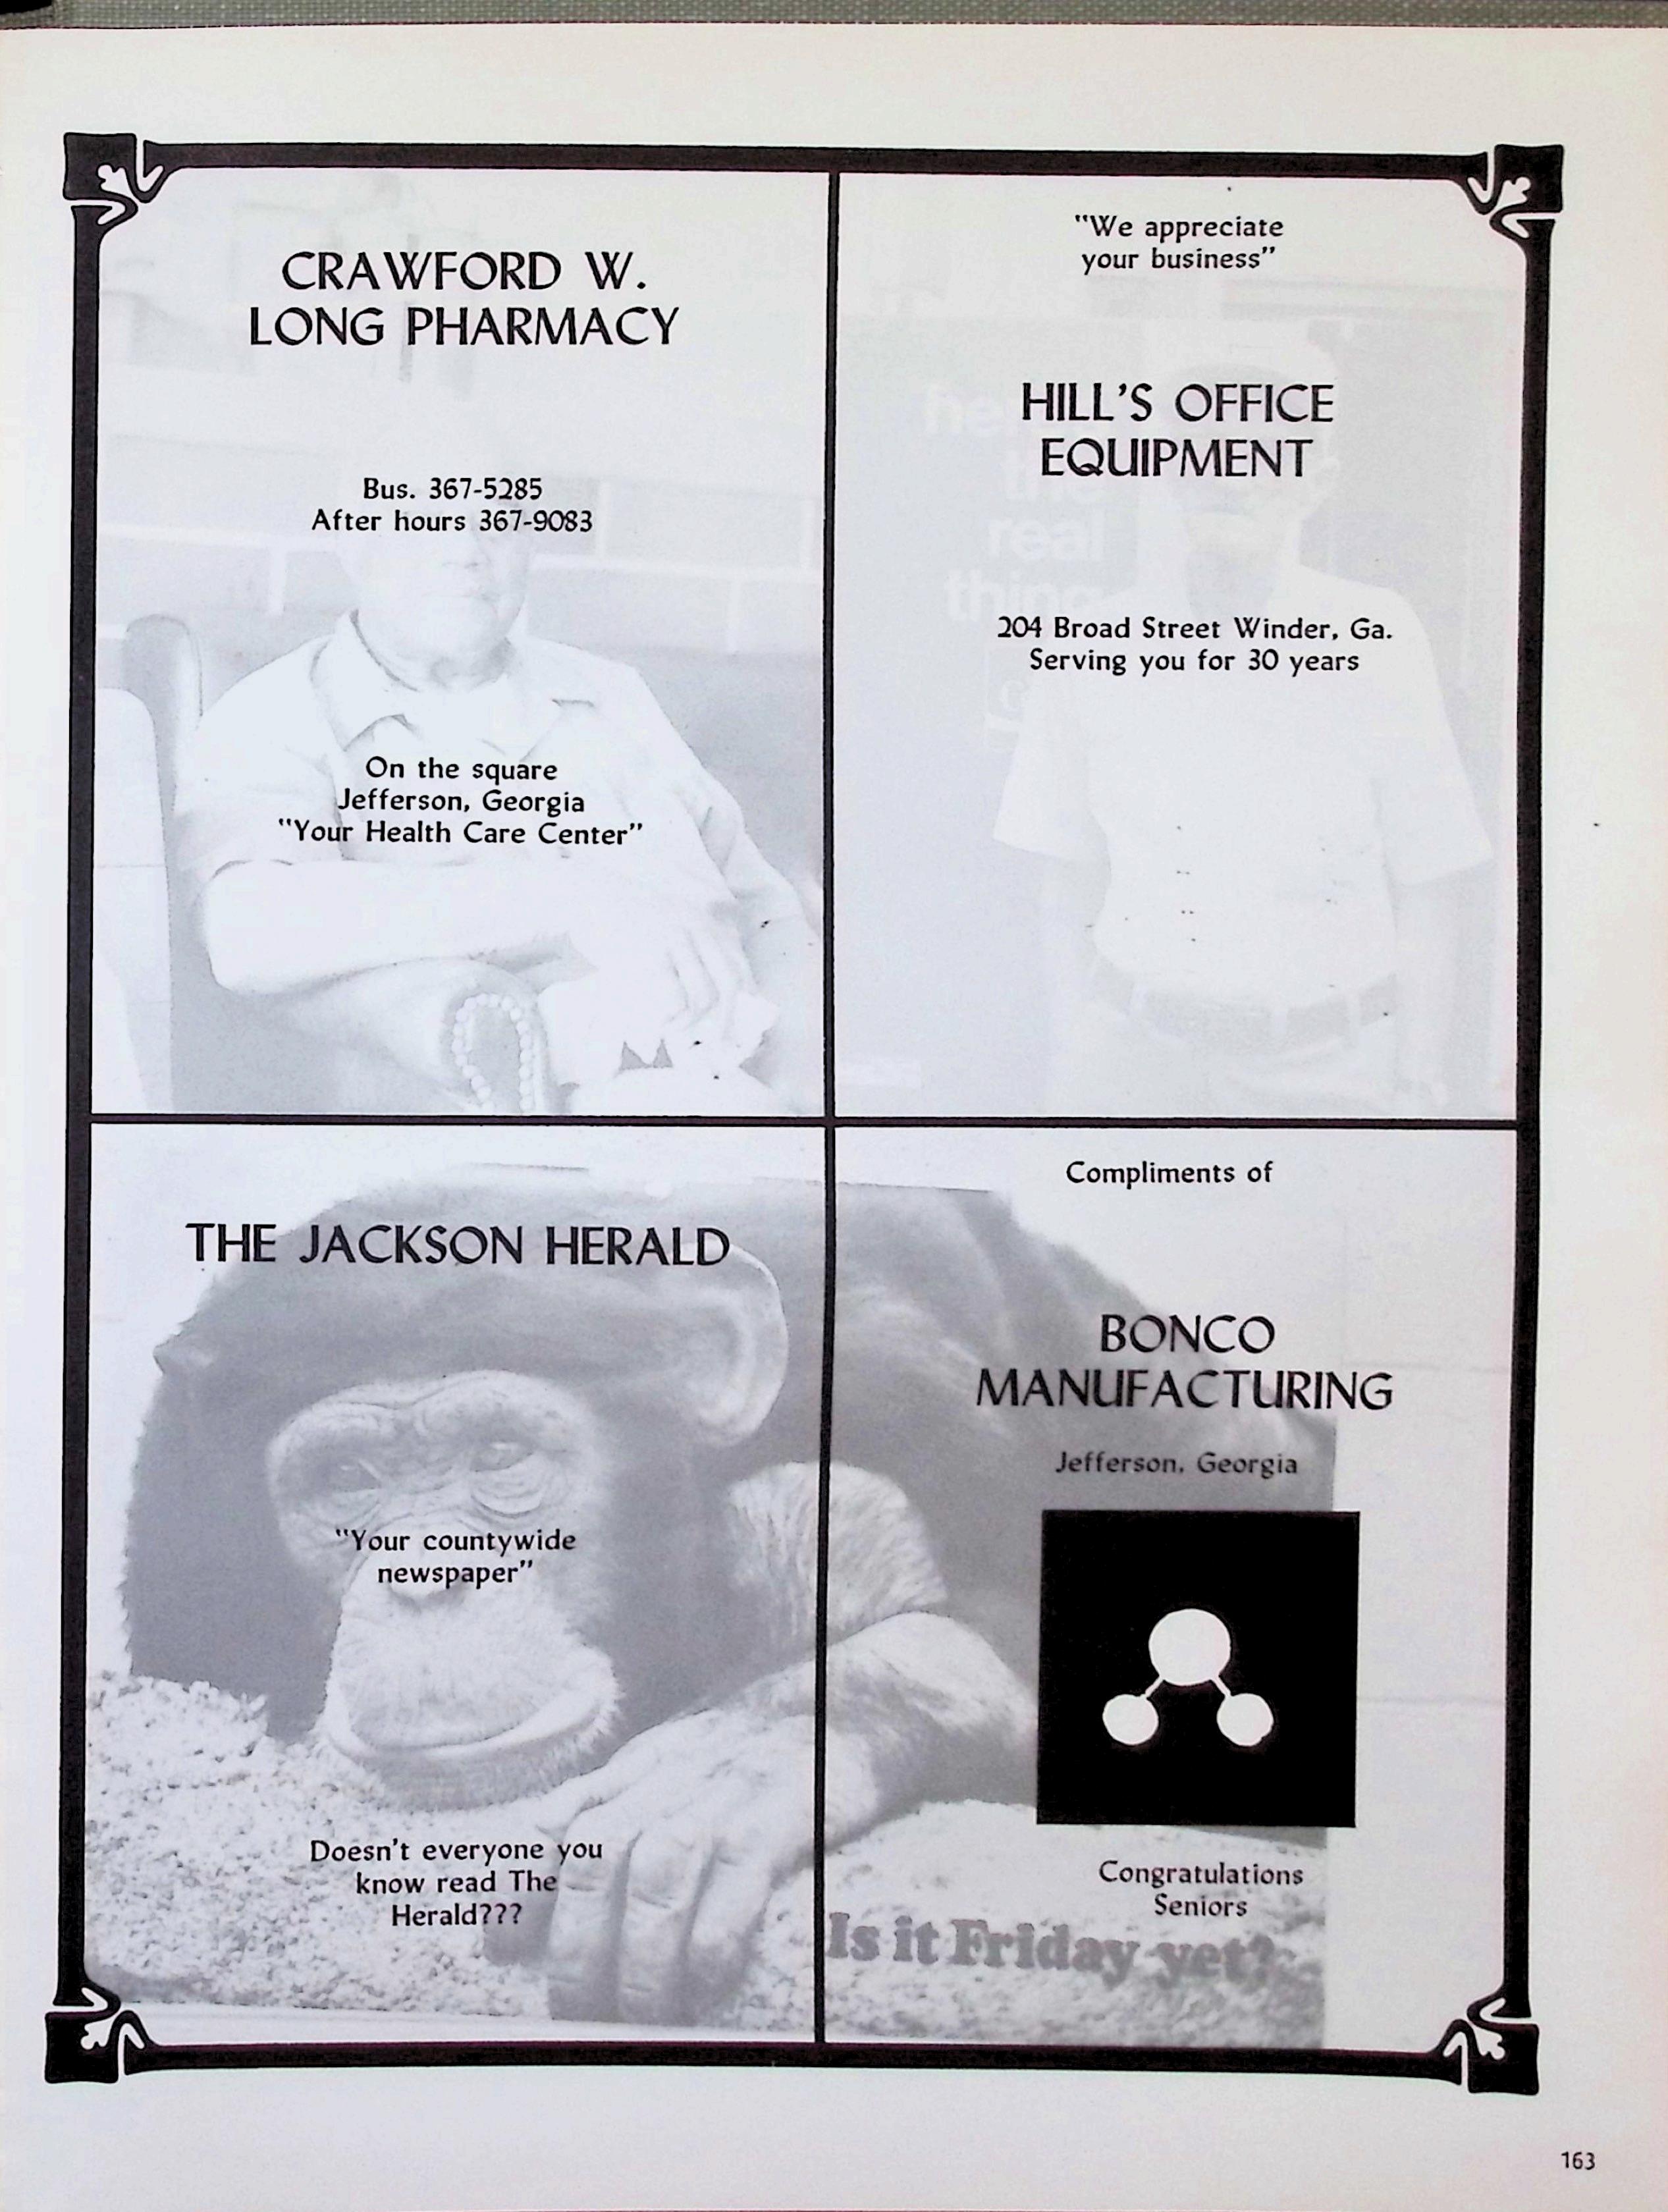 CRAWFORD W.
LONG PHARMACY
Bus. 367-5285
After hours 367-9083
On the square
Jefferson, Georgia
"Your Health Care Center"
"We appreciate
your business"
HILL'S OFFICE
EQUIPMENT
the
real
thing
204 Broad Street Winder, Ga.
Serving you for 30 years
THE JACKSON HERALD
"Your countywide
newspaper"
Doesn't everyone you
know read The
Herald???
Compliments of
BONCO
MANUFACTURING
Jefferson, Georgia
Congratulations
Seniors
Is it Friday yet?
163